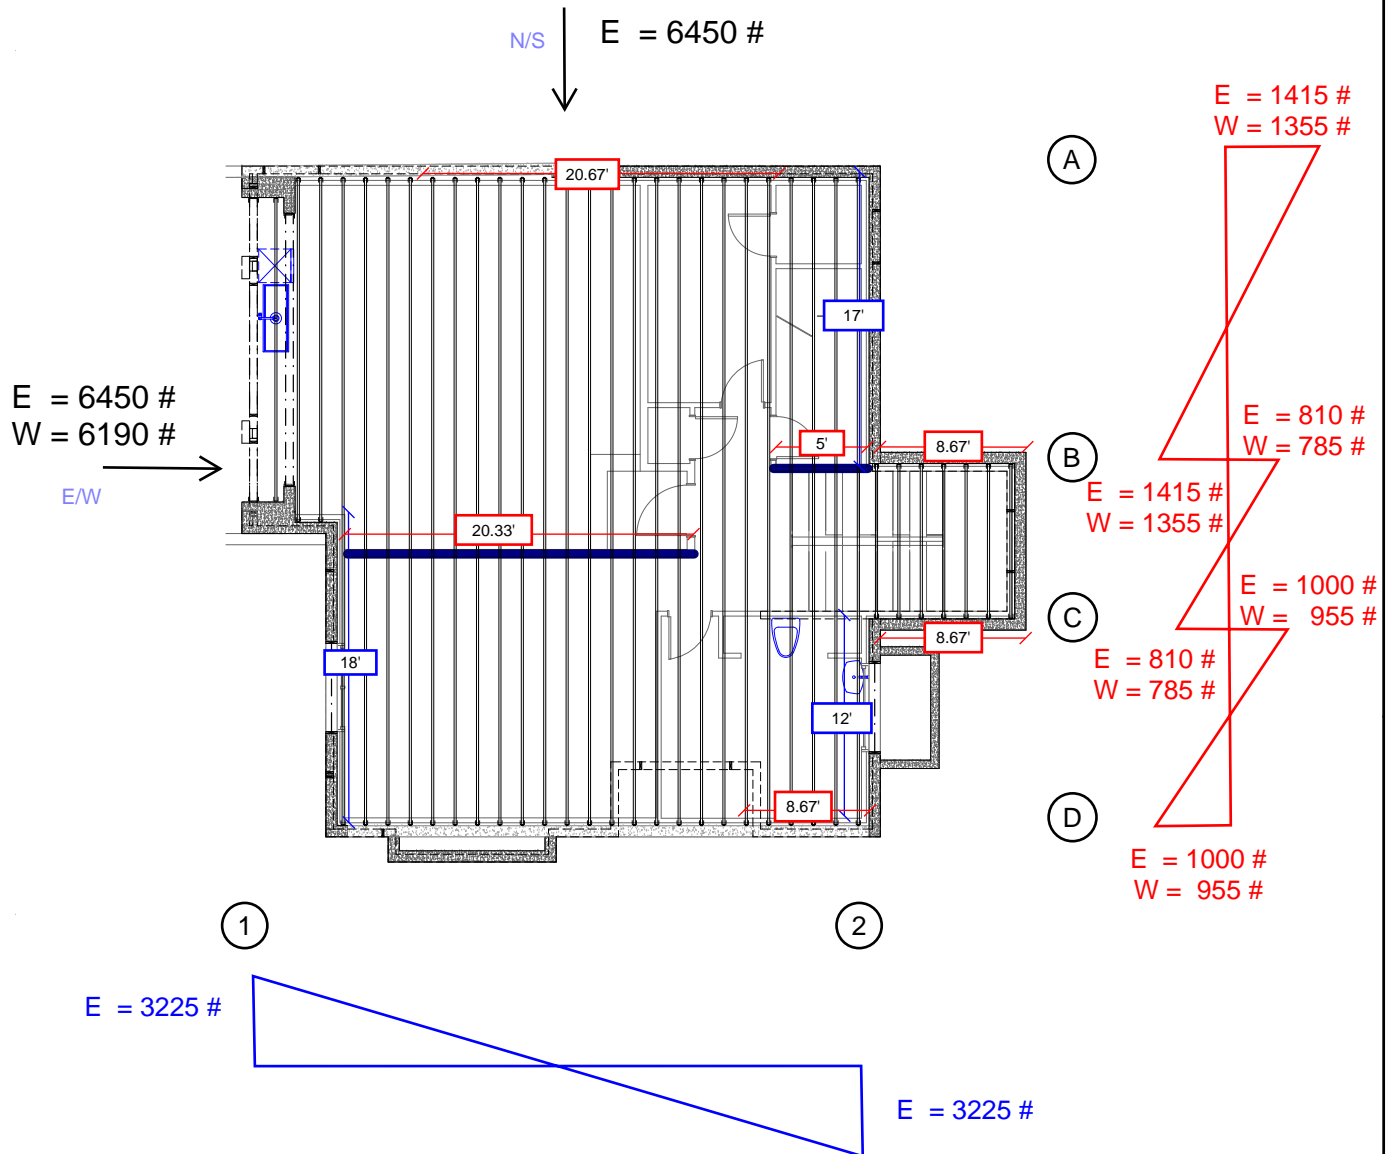 N/S
E = 6450 #
E = 1415 #
W = 1355 #
A
20.67'
17'
E = 6450 #
W = 6190 #
E/W
5'
8.67'
B
E = 810 #
W = 785 #
E = 1415 #
W = 1355 #
20.33'
E = 1000 #
W = 955 #
C
8.67'
E = 810 #
W = 785 #
18'
12'
8.67'
D
E = 1000 #
W = 955 #
1
2
E = 3225 #
E = 3225 #